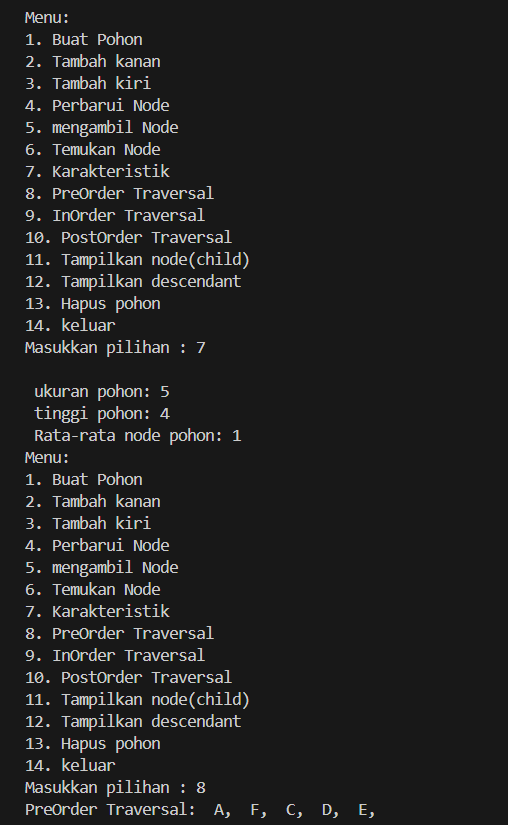 Menu:
1. Buat Pohon
2. Tambah kanan
3. Tambah kiri
4. Perbarui Node
5. mengambil Node
6. Temukan Node
7. Karakteristik
8. PreOrder Traversal
9. InOrder Traversal
10. PostOrder Traversal
11. Tampilkan node(child)
12. Tampilkan descendant
13. Hapus pohon
14. keluar
Masukkan pilihan : 7

 ukuran pohon: 5
 tinggi pohon: 4
 Rata-rata node pohon: 1
Menu:
1. Buat Pohon
2. Tambah kanan
3. Tambah kiri
4. Perbarui Node
5. mengambil Node
6. Temukan Node
7. Karakteristik
8. PreOrder Traversal
9. InOrder Traversal
10. PostOrder Traversal
11. Tampilkan node(child)
12. Tampilkan descendant
13. Hapus pohon
14. keluar
Masukkan pilihan : 8
PreOrder Traversal:  A,  F,  C,  D,  E,